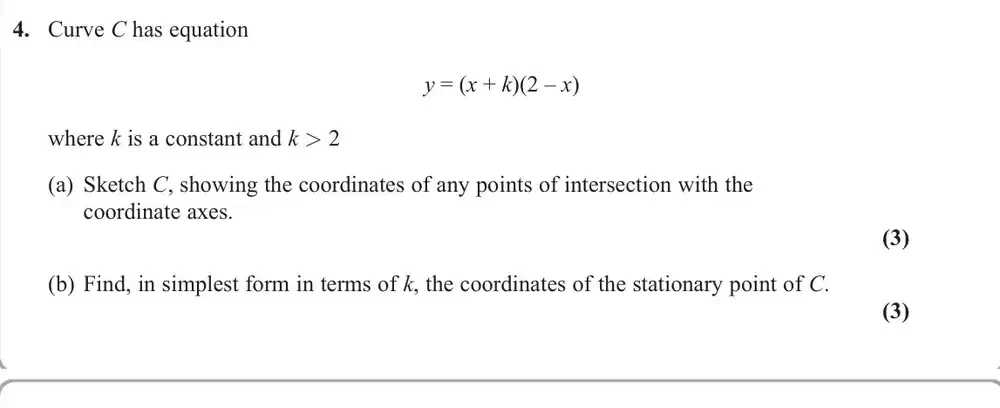 4. Curve C has equation
y = (x + k)(2 – x)
where k is a constant and k > 2
(a) Sketch C, showing the coordinates of any points of intersection with the
coordinate axes.
(3)
(b) Find, in simplest form in terms of k, the coordinates of the stationary point of C.
(3)